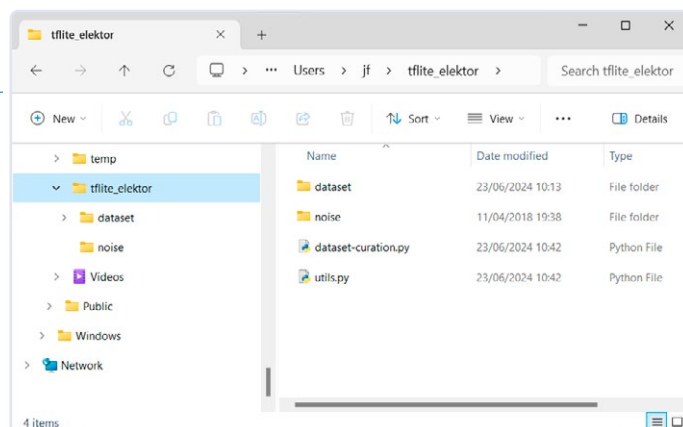 tflite_elektor
Users jf tflite_elektor Search tflite_elektor
New Sort View Details
temp
tflite_elektor
dataset
noise
Videos
Public
Windows
Network
Name Date modified Type
dataset 23/06/2024 10:13 File folder
noise 11/04/2018 19:38 File folder
dataset-curation.py 23/06/2024 10:42 Python File
utils.py 23/06/2024 10:42 Python File
4 items